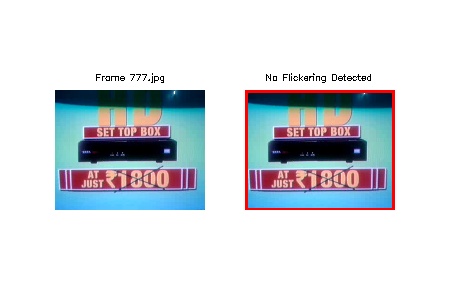 Frame 777.jpg
No Flickering Detected
HD
SET TOP BOX
AT JUST ₹1800
HD
SET TOP BOX
AT JUST ₹1800